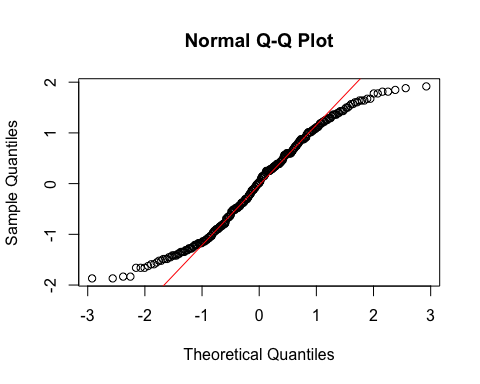 Normal Q-Q Plot
2
1
0
-1
-2
Sample Quantiles
-3 -2 -1 0 1 2 3
Theoretical Quantiles